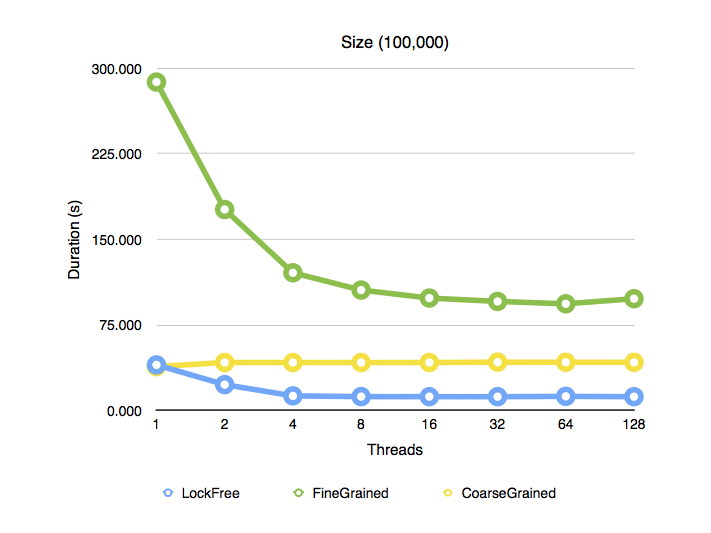 Size (100,000)
300.000
225.000
150.000
75.000
0.000
Duration (s)
1 2 4 8 16 32 64 128
Threads
LockFree FineGrained CoarseGrained